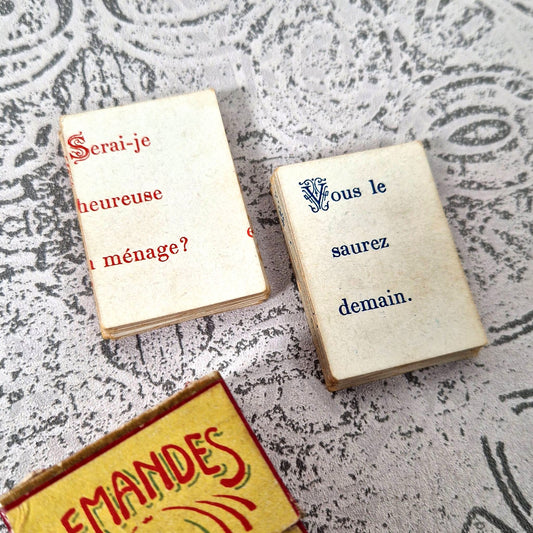 Serai-je
heureuse
n ménage?
e
Vous le
saurez
demain.
EMANDES